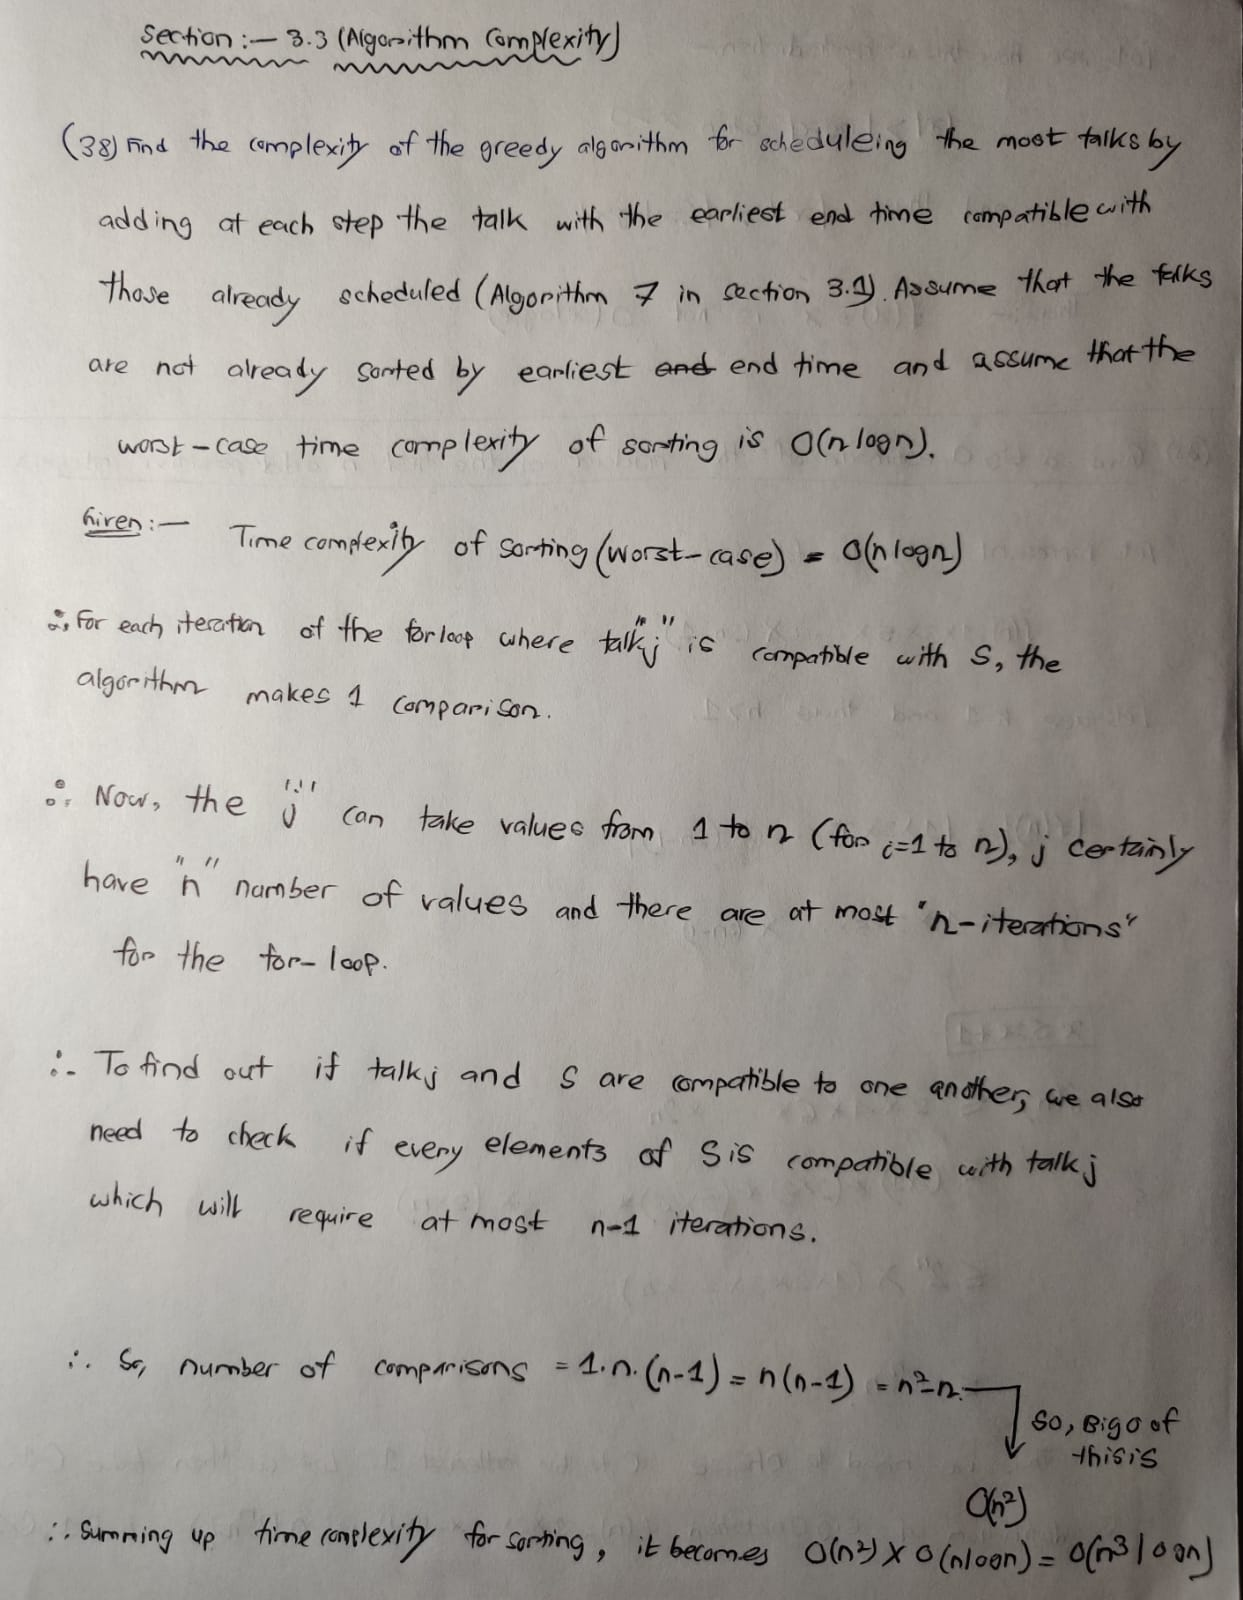 Section :- 3.3 (Algorithm Complexity)
(38) Find the complexity of the greedy algorithm for scheduleing the most talks by
adding at each step the talk with the earliest end time compatible with
those already scheduled (Algorithm 7 in section 3.1). Assume that the talks
are not already sorted by earliest end end time and assume that the
worst-case time complexity of sorting is O(n logn).
Given :- Time complexity of sorting (worst-case) = O(n logn)
∴ For each iteration of the for loop where talk "j" is compatible with S, the
algorithm makes 1 comparison.
∴ Now, the "j" can take values from 1 to n (for i=1 to n), j certainly
have "n" number of values and there are at most "n-iterations"
for the for-loop.
∴ To find out if talkj and S are compatible to one another, we also
need to check if every elements of S is compatible with talkj
which will require at most n-1 iterations.
∴ So, number of comparisons = 1.n.(n-1) = n(n-1) = n²-n.
So, Big O of
this is
O(n²)
∴ Summing up time complexity for sorting, it becomes O(n²) X O(nlogn) = O(n³ logn)